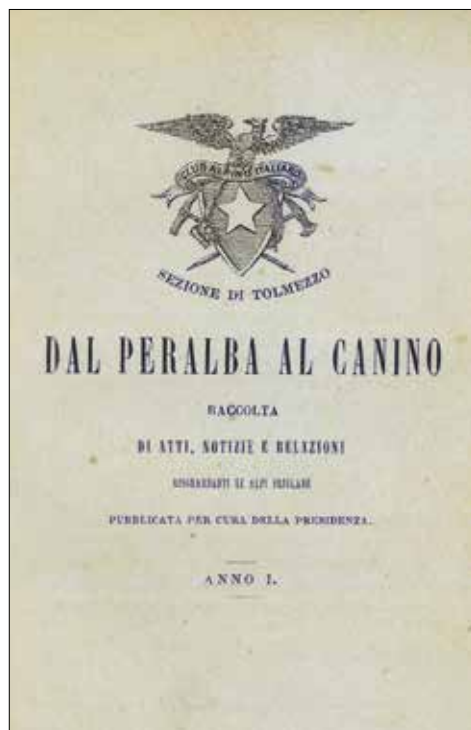 CLUB ALPINO ITALIANO
SEZIONE DI TOLMEZZO
DAL PERALBA AL CANINO
RACCOLTA
DI ATTI, NOTIZIE E RELAZIONI
RISGUARDANTI LE ALPI FRIULANE
PUBBLICATA PER CURA DELLA PRESIDENZA.
ANNO I.